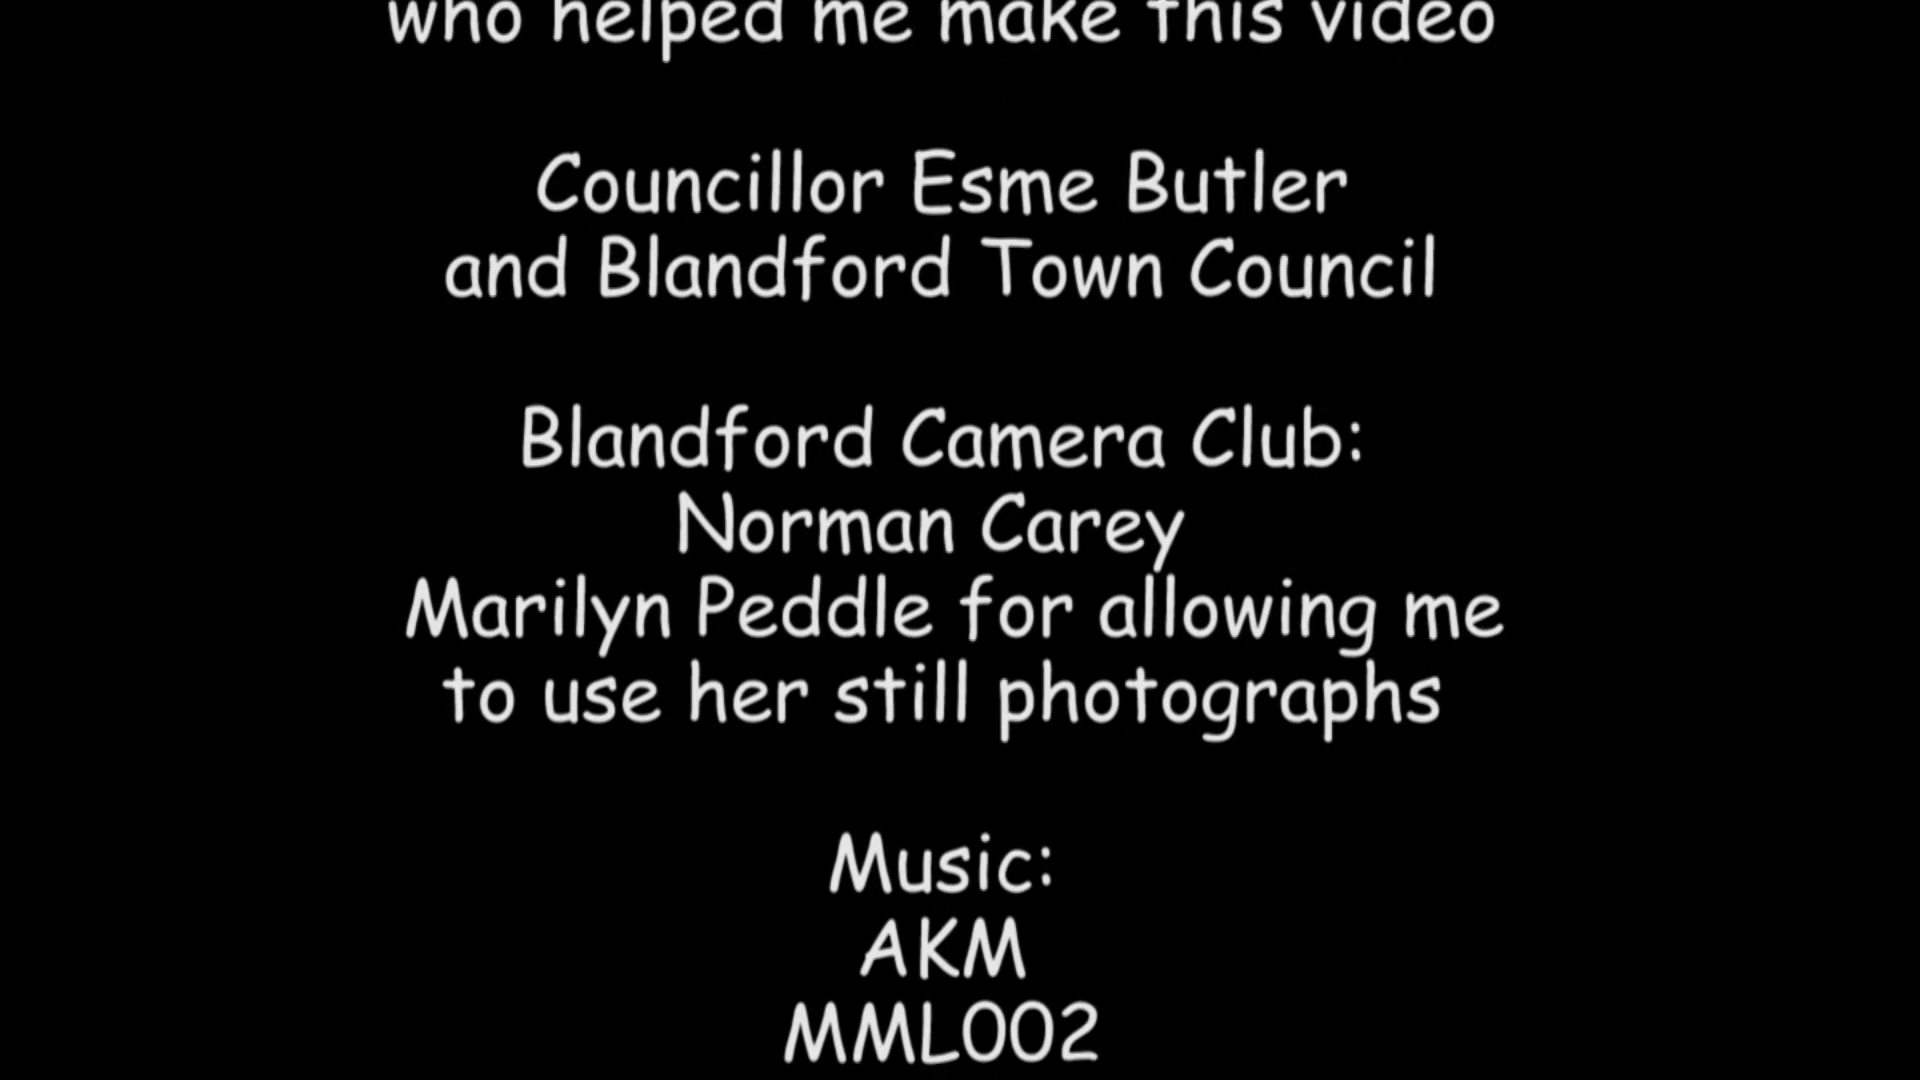 who helped me make this video
Councillor Esme Butler
and Blandford Town Council
Blandford Camera Club:
Norman Carey
Marilyn Peddle for allowing me
to use her still photographs
Music:
AKM
MML002